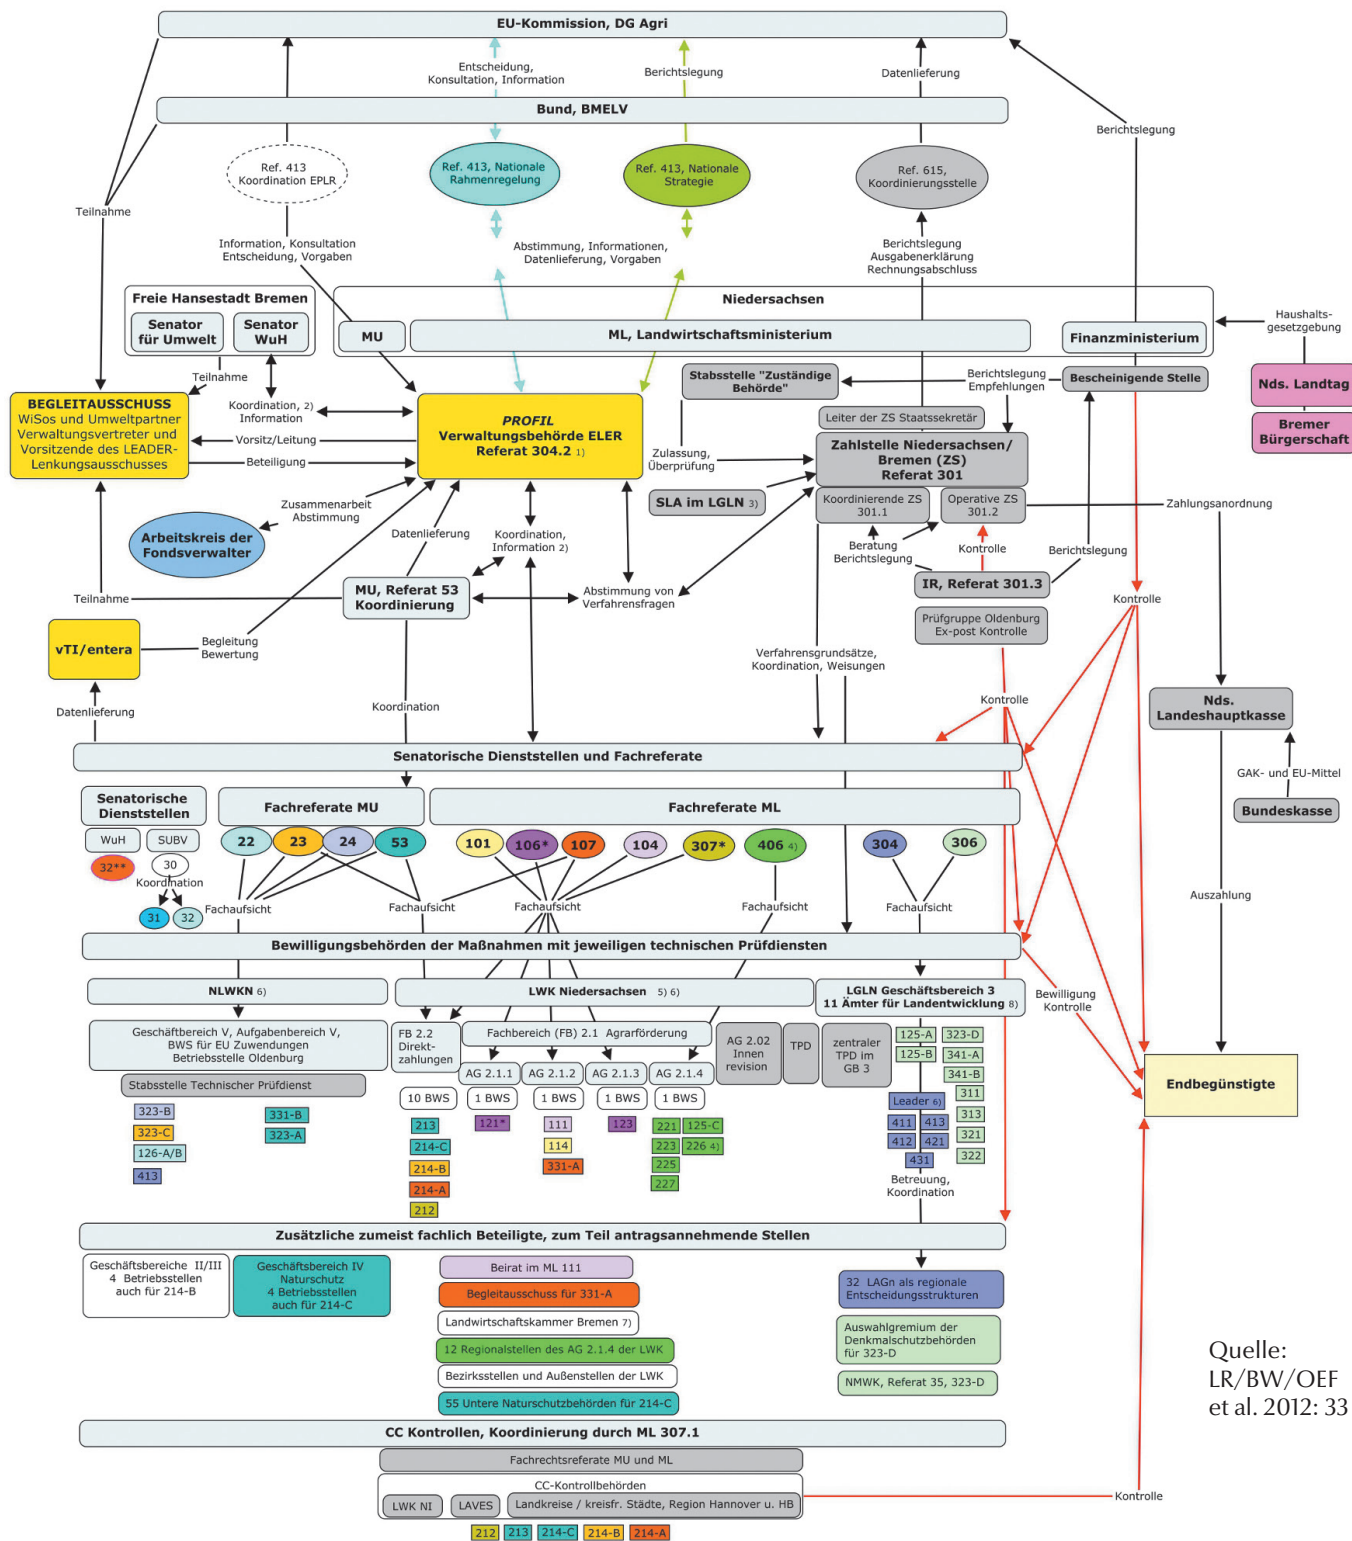 EU-Kommission, DG Agri
Entscheidung,
Konsultation, Information
Berichtslegung
Datenlieferung
Bund, BMELV
Berichtslegung
Ref. 413
Koordination EPLR
Ref. 413, Nationale
Rahmenregelung
Ref. 413, Nationale
Strategie
Ref. 615,
Koordinierungsstelle
Teilnahme
Information, Konsultation
Entscheidung, Vorgaben
Abstimmung, Informationen,
Datenlieferung, Vorgaben
Berichtslegung
Ausgabenerklärung
Rechnungsabschluss
Freie Hansestadt Bremen
Senator
für Umwelt
Senator
WuH
Niedersachsen
MU
ML, Landwirtschaftsministerium
Finanzministerium
Haushalts-
gesetzgebung
Teilnahme
Stabsstelle "Zuständige
Behörde"
Berichtslegung
Empfehlungen
Bescheinigende Stelle
Nds. Landtag
Bremer
Bürgerschaft
BEGLEITAUSSCHUSS
WiSos und Umweltpartner
Verwaltungsvertreter und
Vorsitzende des LEADER-
Lenkungsausschusses
Koordination, 2)
Information
Vorsitz/Leitung
Beteiligung
PROFIL
Verwaltungsbehörde ELER
Referat 304.2 1)
Leiter der ZS Staatssekretär
Zahlstelle Niedersachsen/
Bremen (ZS)
Referat 301
Zulassung,
Überprüfung
SLA im LGLN 3)
Koordinierende ZS
301.1
Operative ZS
301.2
Zahlungsanordnung
Zusammenarbeit
Abstimmung
Arbeitskreis der
Fondsverwalter
Datenlieferung
Koordination,
Information 2)
Beratung
Berichtslegung
Kontrolle
Berichtslegung
IR, Referat 301.3
Teilnahme
MU, Referat 53
Koordinierung
Abstimmung von
Verfahrensfragen
Kontrolle
Prüfgruppe Oldenburg
Ex-post Kontrolle
vTI/entera
Begleitung
Bewertung
Verfahrensgrundsätze,
Koordination, Weisungen
Datenlieferung
Koordination
Kontrolle
Nds.
Landeshauptkasse
Senatorische Dienststellen und Fachreferate
GAK- und EU-Mittel
Bundeskasse
Senatorische
Dienststellen
Fachreferate MU
Fachreferate ML
WuH
SUBV
32**
30
22
23
24
53
101
106*
107
104
307*
406 4)
304
306
Koordination
31
32
Fachaufsicht
Fachaufsicht
Fachaufsicht
Fachaufsicht
Fachaufsicht
Auszahlung
Bewilligungsbehörden der Maßnahmen mit jeweiligen technischen Prüfdiensten
NLWKN 6)
LWK Niedersachsen 5) 6)
LGLN Geschäftsbereich 3
11 Ämter für Landentwicklung 8)
Bewilligung
Kontrolle
Geschäftbereich V, Aufgabenbereich V,
BWS für EU Zuwendungen
Betriebsstelle Oldenburg
FB 2.2
Direkt-
zahlungen
Fachbereich (FB) 2.1 Agrarförderung
AG 2.02
Innen
revision
TPD
zentraler
TPD im
GB 3
Stabsstelle Technischer Prüfdienst
AG 2.1.1
AG 2.1.2
AG 2.1.3
AG 2.1.4
10 BWS
1 BWS
1 BWS
1 BWS
1 BWS
323-B
323-C
126-A/B
413
331-B
323-A
213
214-C
214-B
214-A
212
121*
111
114
331-A
123
221
223
225
227
125-C
226 4)
125-A
125-B
Leader 6)
411
413
412
421
431
323-D
341-A
341-B
311
313
321
322
Endbegünstigte
Betreuung,
Koordination
Zusätzliche zumeist fachlich Beteiligte, zum Teil antragsannehmende Stellen
Geschäftsbereiche II/III
4 Betriebsstellen
auch für 214-B
Geschäftsbereich IV
Naturschutz
4 Betriebsstellen
auch für 214-C
Beirat im ML 111
Begleitausschuss für 331-A
Landwirtschaftskammer Bremen 7)
12 Regionalstellen des AG 2.1.4 der LWK
Bezirksstellen und Außenstellen der LWK
55 Untere Naturschutzbehörden für 214-C
32 LAGn als regionale
Entscheidungsstrukturen
Auswahlgremium der
Denkmalschutzbehörden
für 323-D
NMWK, Referat 35, 323-D
Quelle:
LR/BW/OEF
et al. 2012: 33
CC Kontrollen, Koordinierung durch ML 307.1
Fachrechtsreferate MU und ML
CC-Kontrollbehörden
LWK NI
LAVES
Landkreise / kreisfr. Städte, Region Hannover u. HB
Kontrolle
212
213
214-C
214-B
214-A